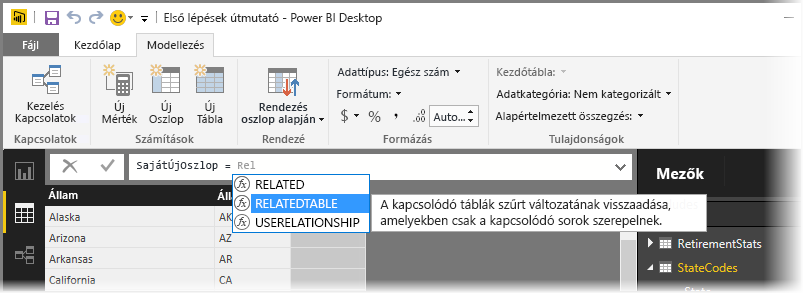 Első lépések útmutató - Power BI Desktop
Fájl Kezdőlap Modellezés
Kezelés Kapcsolatok
Új Mérték
Új Oszlop
Új Tábla
Rendezés oszlop alapján
Adattípus: Egész szám
Formátum:
$ % , .00 Auto...
Kezdőtábla:
Adatkategória: Nem kategorizált
Alapértelmezett összegzés:
Kapcsolatok Számítások Rendezé Formázás Tulajdonságok
SajátÚjOszlop = Rel
Mezők
RELATED
RELATEDTABLE
USERELATIONSHIP
A kapcsolódó táblák szűrt változatának visszaadása,
amelyekben csak a kapcsolódó sorok szerepelnek.
Állam
Alaska AK
Arizona AZ
Arkansas AR
California CA
RetirementStats
StateCodes
State